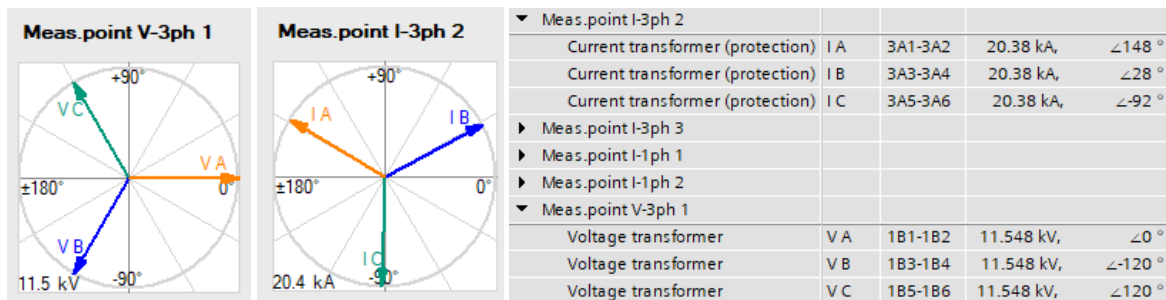 Meas.point V-3ph 1
+90°
V C
V A
±180°
0°
V B
-90°
11.5 kV
Meas.point I-3ph 2
+90°
I A
I B
±180°
0°
I C
-90°
20.4 kA
Meas.point I-3ph 2
Current transformer (protection) I A 3A1-3A2 20.38 kA, ∠148 °
Current transformer (protection) I B 3A3-3A4 20.38 kA, ∠28 °
Current transformer (protection) I C 3A5-3A6 20.38 kA, ∠-92 °
Meas.point I-3ph 3
Meas.point I-1ph 1
Meas.point I-1ph 2
Meas.point V-3ph 1
Voltage transformer V A 1B1-1B2 11.548 kV, ∠0 °
Voltage transformer V B 1B3-1B4 11.548 kV, ∠-120 °
Voltage transformer V C 1B5-1B6 11.548 kV, ∠120 °